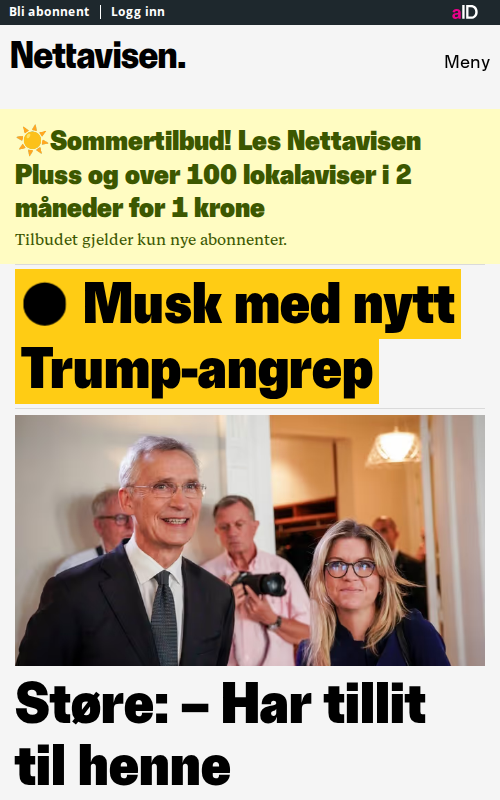 Bli abonnent | Logg inn
aID
Nettavisen.
Meny
☀️Sommertilbud! Les Nettavisen
Pluss og over 100 lokalaviser i 2
måneder for 1 krone
Tilbudet gjelder kun nye abonnenter.
● Musk med nytt
Trump-angrep
Støre: – Har tillit
til henne